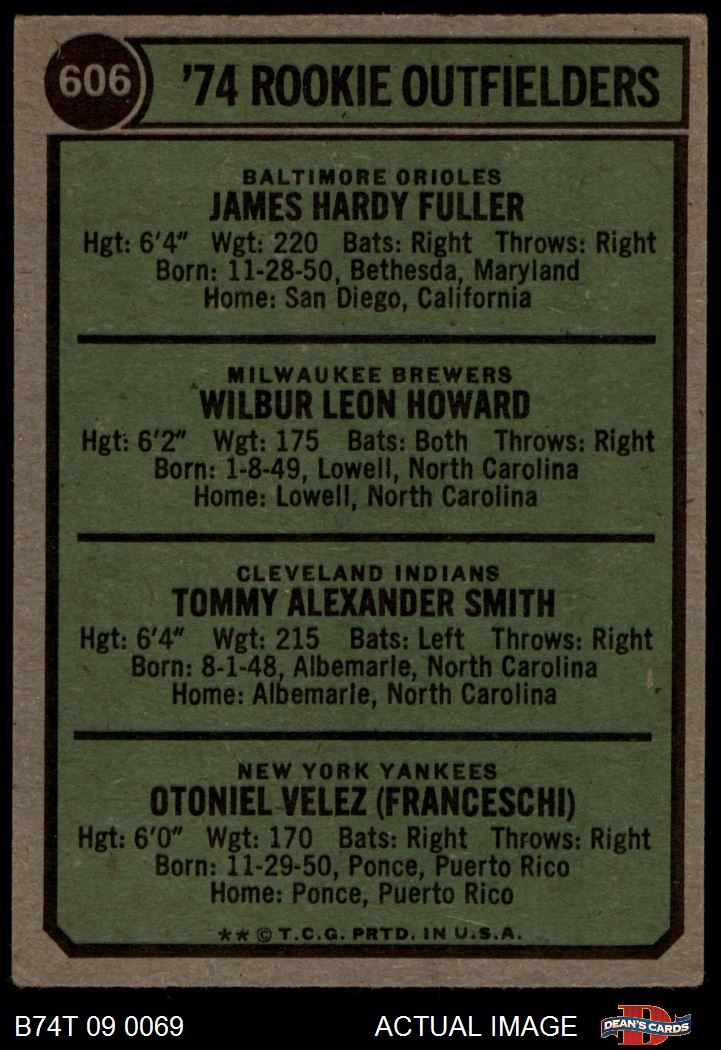 606
'74 ROOKIE OUTFIELDERS
BALTIMORE ORIOLES
JAMES HARDY FULLER
Hgt: 6'4" Wgt: 220 Bats: Right Throws: Right
Born: 11-28-50, Bethesda, Maryland
Home: San Diego, California
MILWAUKEE BREWERS
WILBUR LEON HOWARD
Hgt: 6'2" Wgt: 175 Bats: Both Throws: Right
Born: 1-8-49, Lowell, North Carolina
Home: Lowell, North Carolina
CLEVELAND INDIANS
TOMMY ALEXANDER SMITH
Hgt: 6'4" Wgt: 215 Bats: Left Throws: Right
Born: 8-1-48, Albemarle, North Carolina
Home: Albemarle, North Carolina
NEW YORK YANKEES
OTONIEL VELEZ (FRANCESCHI)
Hgt: 6'0" Wgt: 170 Bats: Right Throws: Right
Born: 11-29-50, Ponce, Puerto Rico
Home: Ponce, Puerto Rico
** © T.C.G. PRTD. IN U.S.A.
B74T 09 0069 ACTUAL IMAGE D DEAN'S CARDS